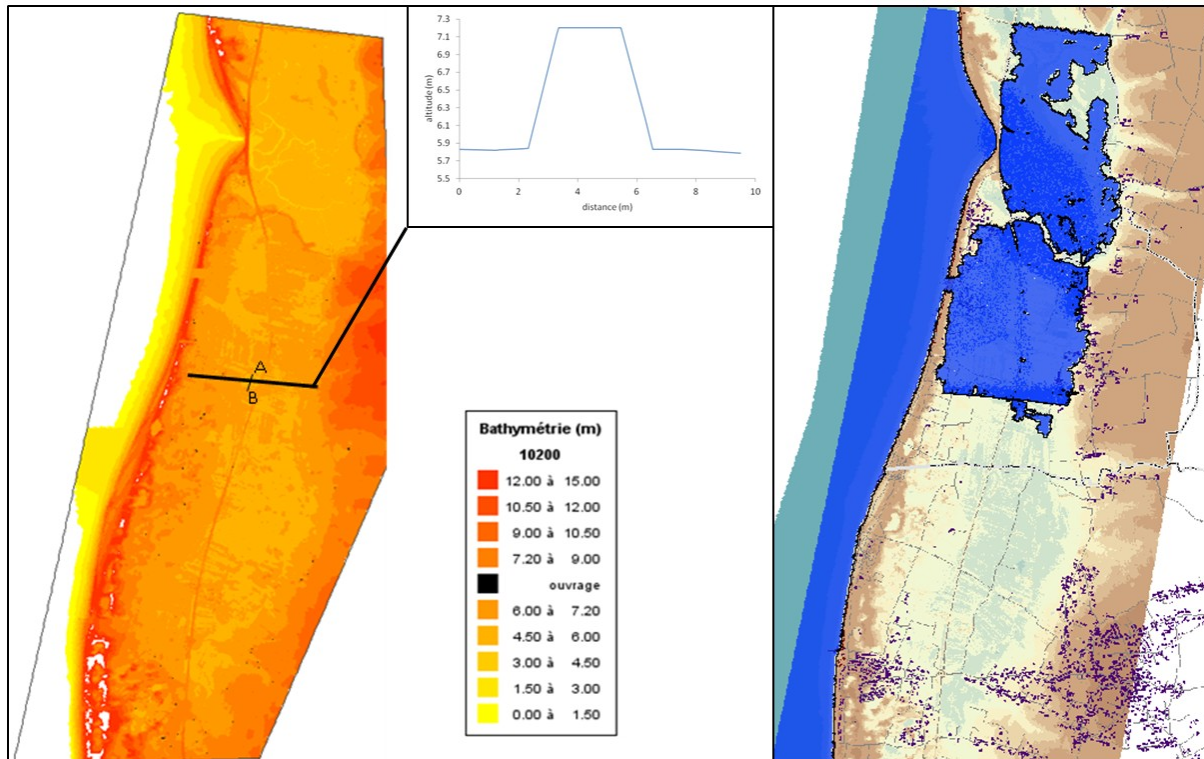 7.3
7.1
6.9
6.7
6.5
6.3
6.1
5.9
5.7
5.5
altitude (m)
0 2 4 6 8 10
distance (m)
A
B
Bathymétrie (m)
10200
12.00 à 15.00
10.50 à 12.00
9.00 à 10.50
7.20 à 9.00
ouvrage
6.00 à 7.20
4.50 à 6.00
3.00 à 4.50
1.50 à 3.00
0.00 à 1.50